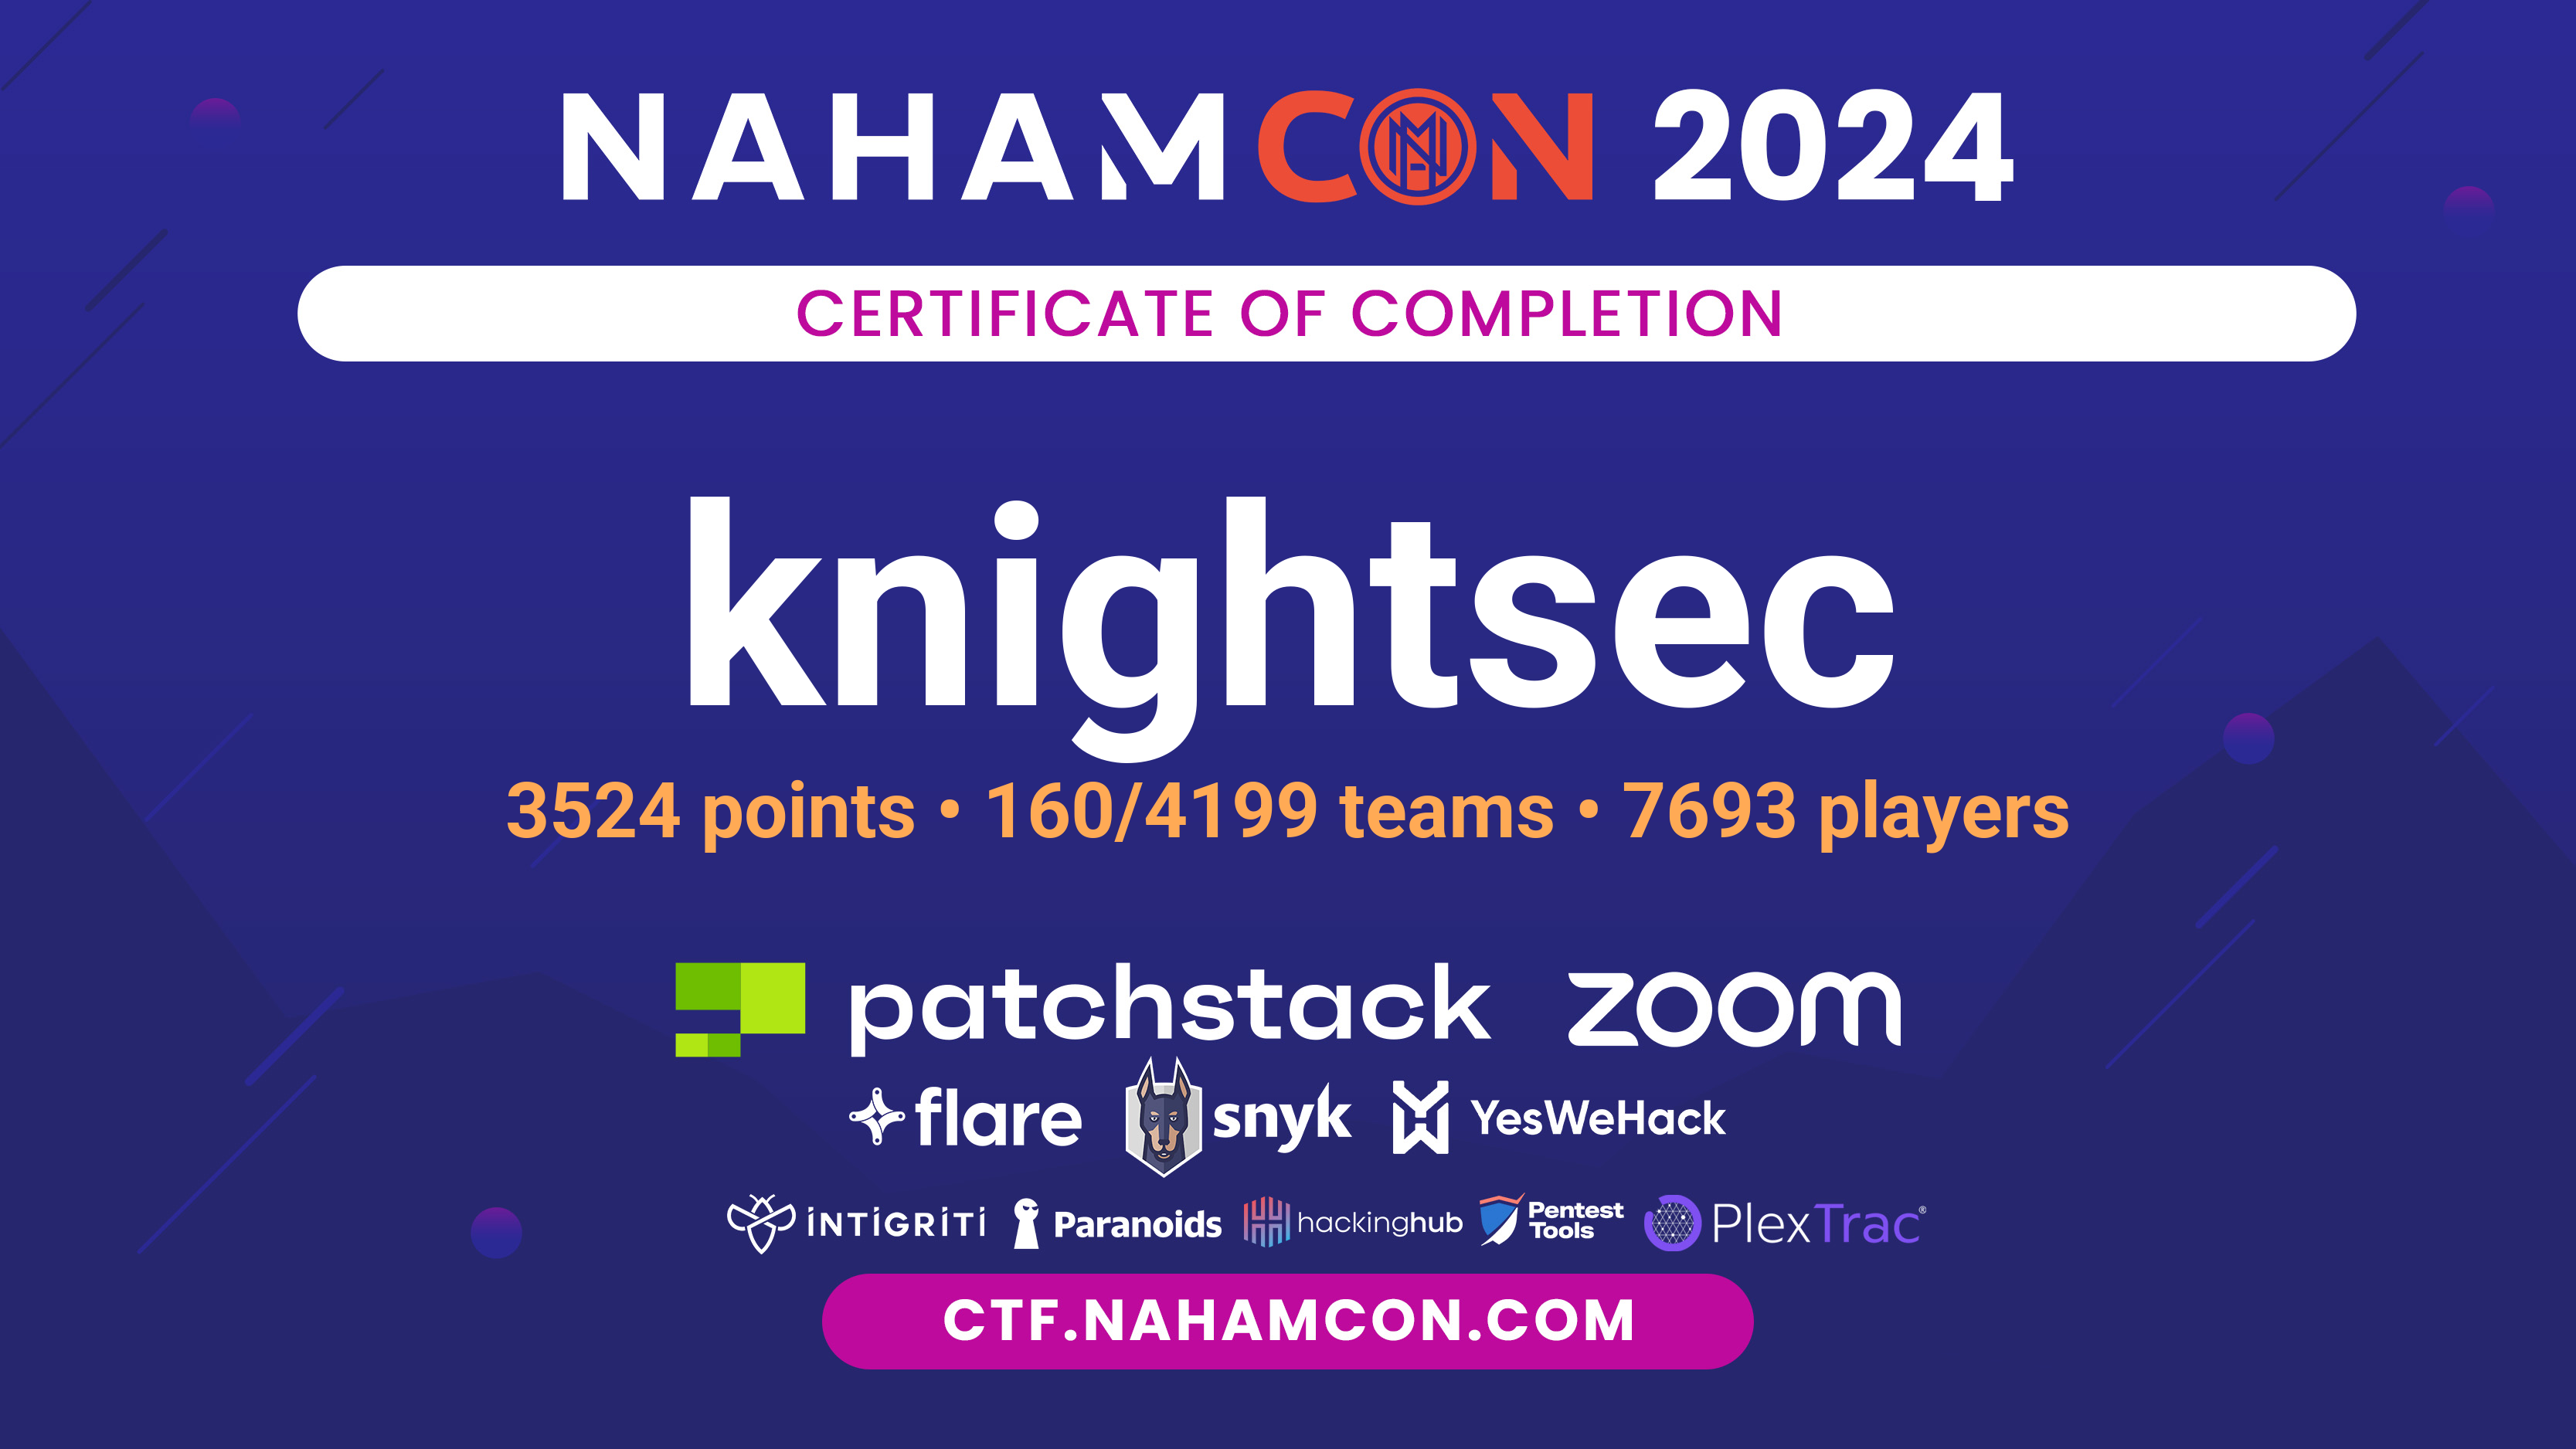 NAHAMCON 2024
CERTIFICATE OF COMPLETION
knightsec
3524 points • 160/4199 teams • 7693 players
patchstack zoom
flare snyk YesWeHack
INTIGRITI Paranoids hackinghub Pentest Tools PlexTrac®
CTF.NAHAMCON.COM